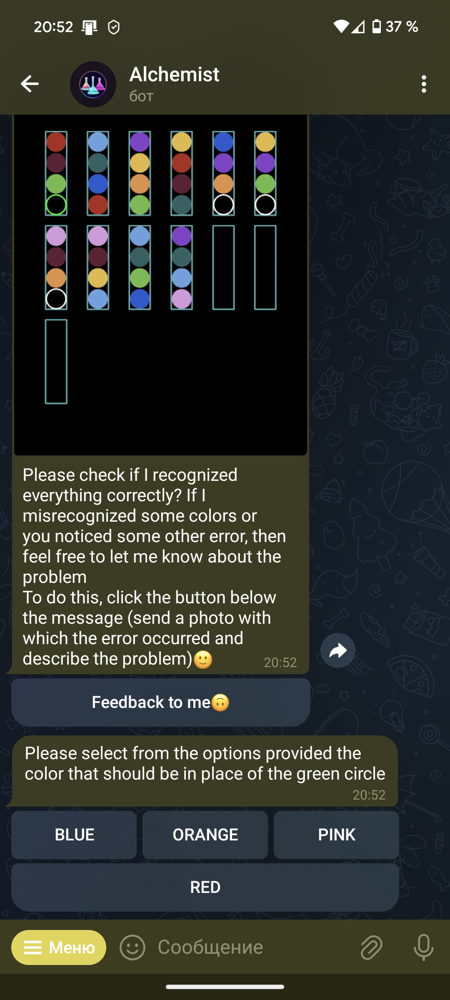 20:52
37 %
Alchemist
бот
Please check if I recognized
everything correctly? If I
misrecognized some colors or
you noticed some other error, then
feel free to let me know about the
problem
To do this, click the button below
the message (send a photo with
which the error occurred and
describe the problem)🙂
20:52
Feedback to me🙃
Please select from the options provided the
color that should be in place of the green circle
20:52
BLUE
ORANGE
PINK
RED
Меню
Сообщение